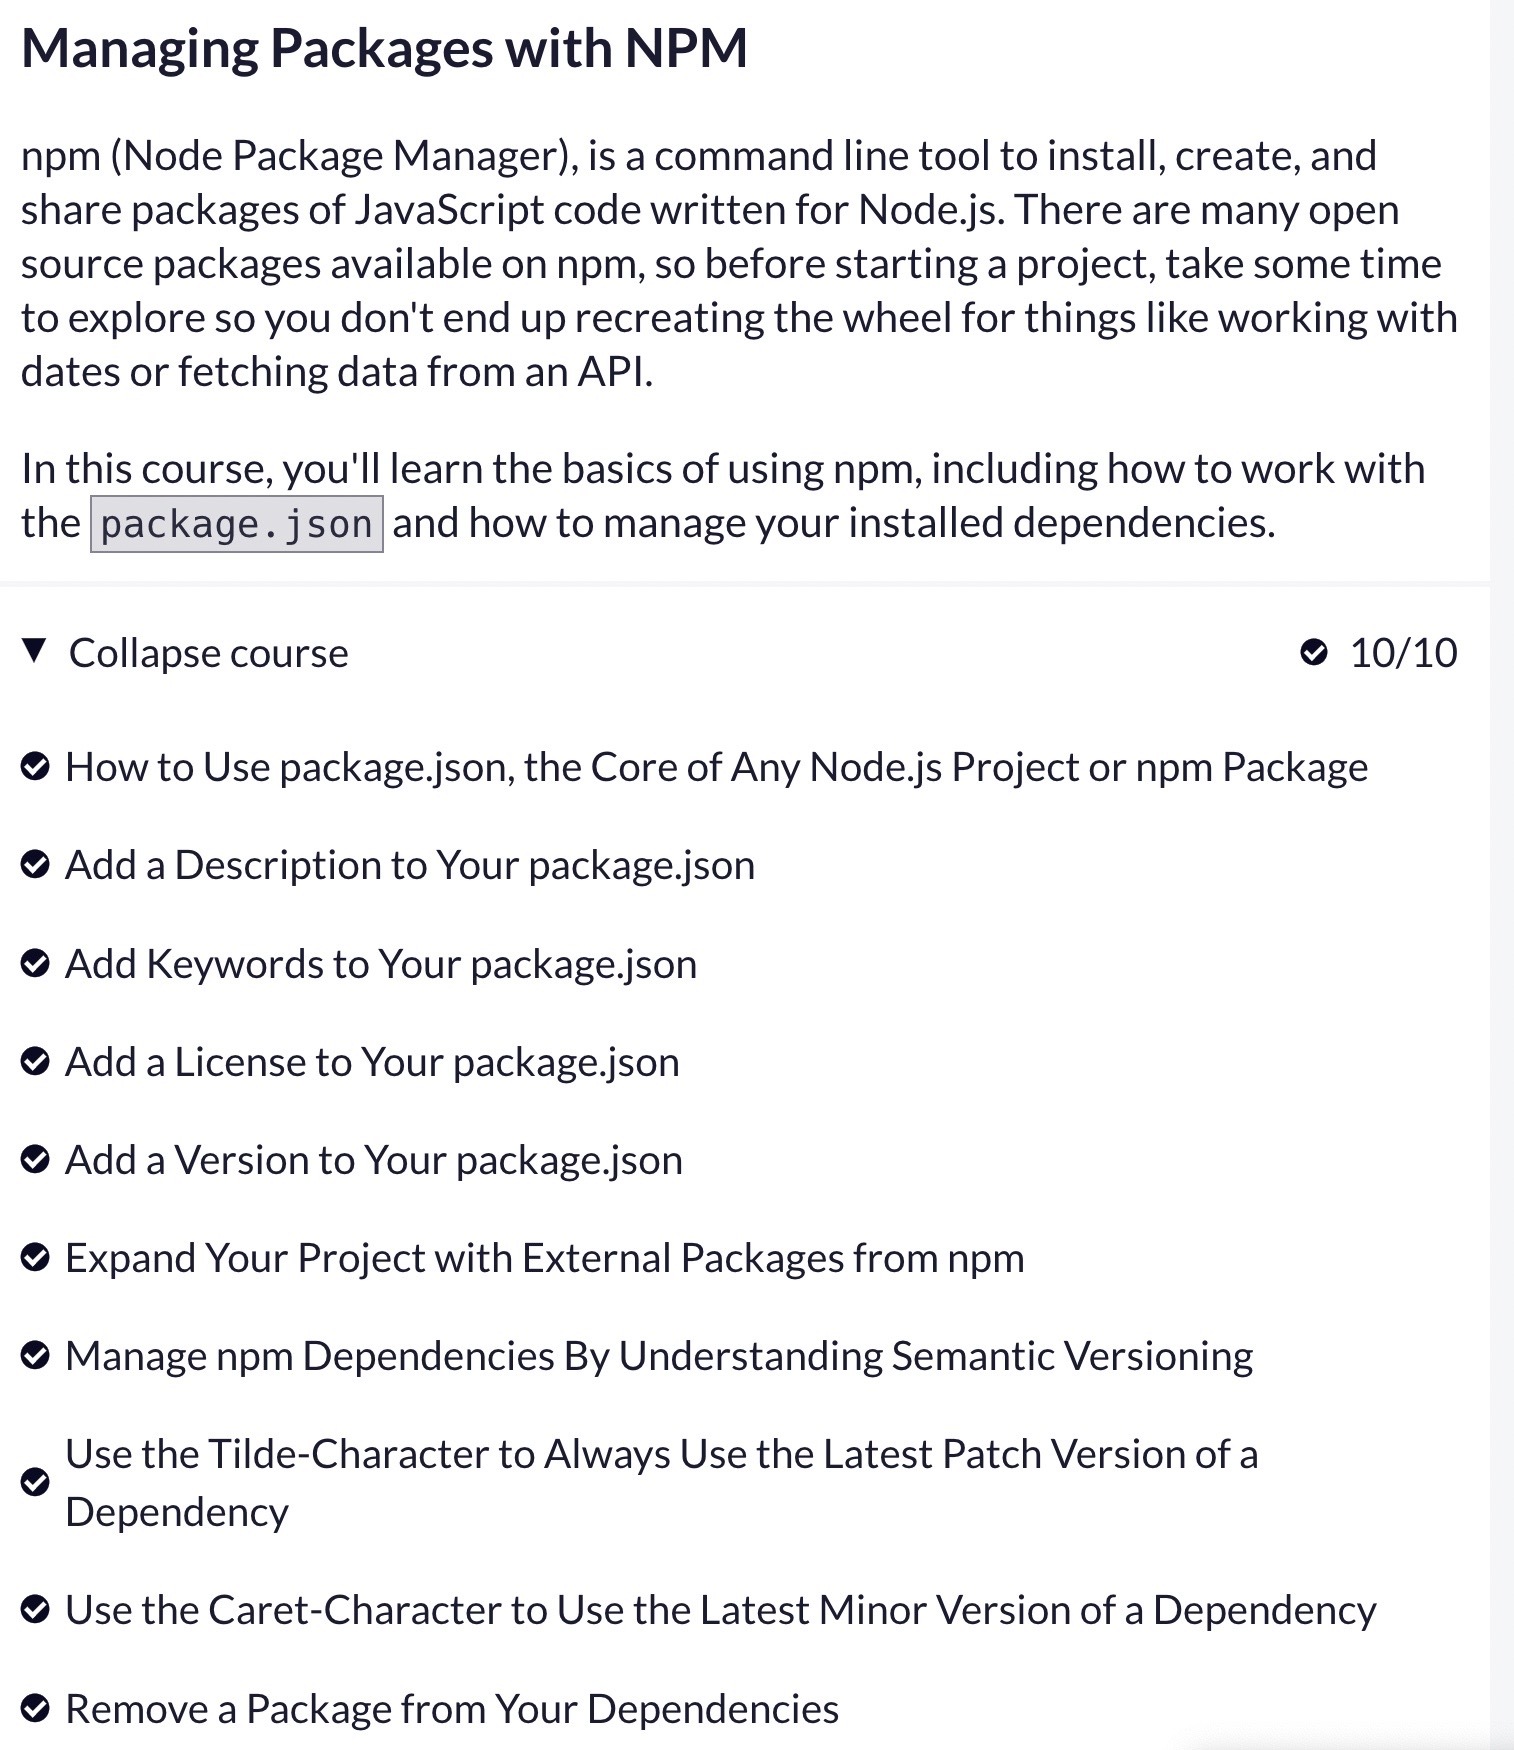 Managing Packages with NPM
npm (Node Package Manager), is a command line tool to install, create, and
share packages of JavaScript code written for Node.js. There are many open
source packages available on npm, so before starting a project, take some time
to explore so you don't end up recreating the wheel for things like working with
dates or fetching data from an API.
In this course, you'll learn the basics of using npm, including how to work with
the package.json and how to manage your installed dependencies.
Collapse course 10/10
How to Use package.json, the Core of Any Node.js Project or npm Package
Add a Description to Your package.json
Add Keywords to Your package.json
Add a License to Your package.json
Add a Version to Your package.json
Expand Your Project with External Packages from npm
Manage npm Dependencies By Understanding Semantic Versioning
Use the Tilde-Character to Always Use the Latest Patch Version of a
Dependency
Use the Caret-Character to Use the Latest Minor Version of a Dependency
Remove a Package from Your Dependencies